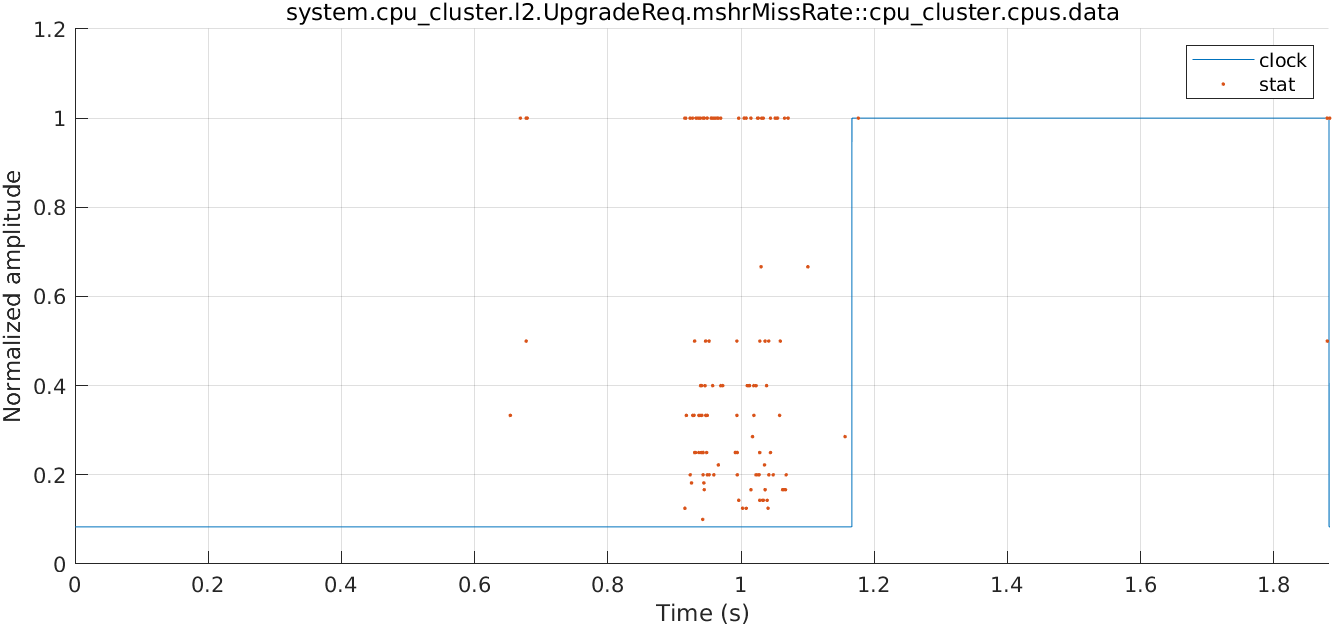 system.cpu_cluster.l2.UpgradeReq.mshrMissRate::cpu_cluster.cpus.data
1.2
1
0.8
0.6
0.4
0.2
0
Normalized amplitude
clock
stat
0 0.2 0.4 0.6 0.8 1 1.2 1.4 1.6 1.8
Time (s)